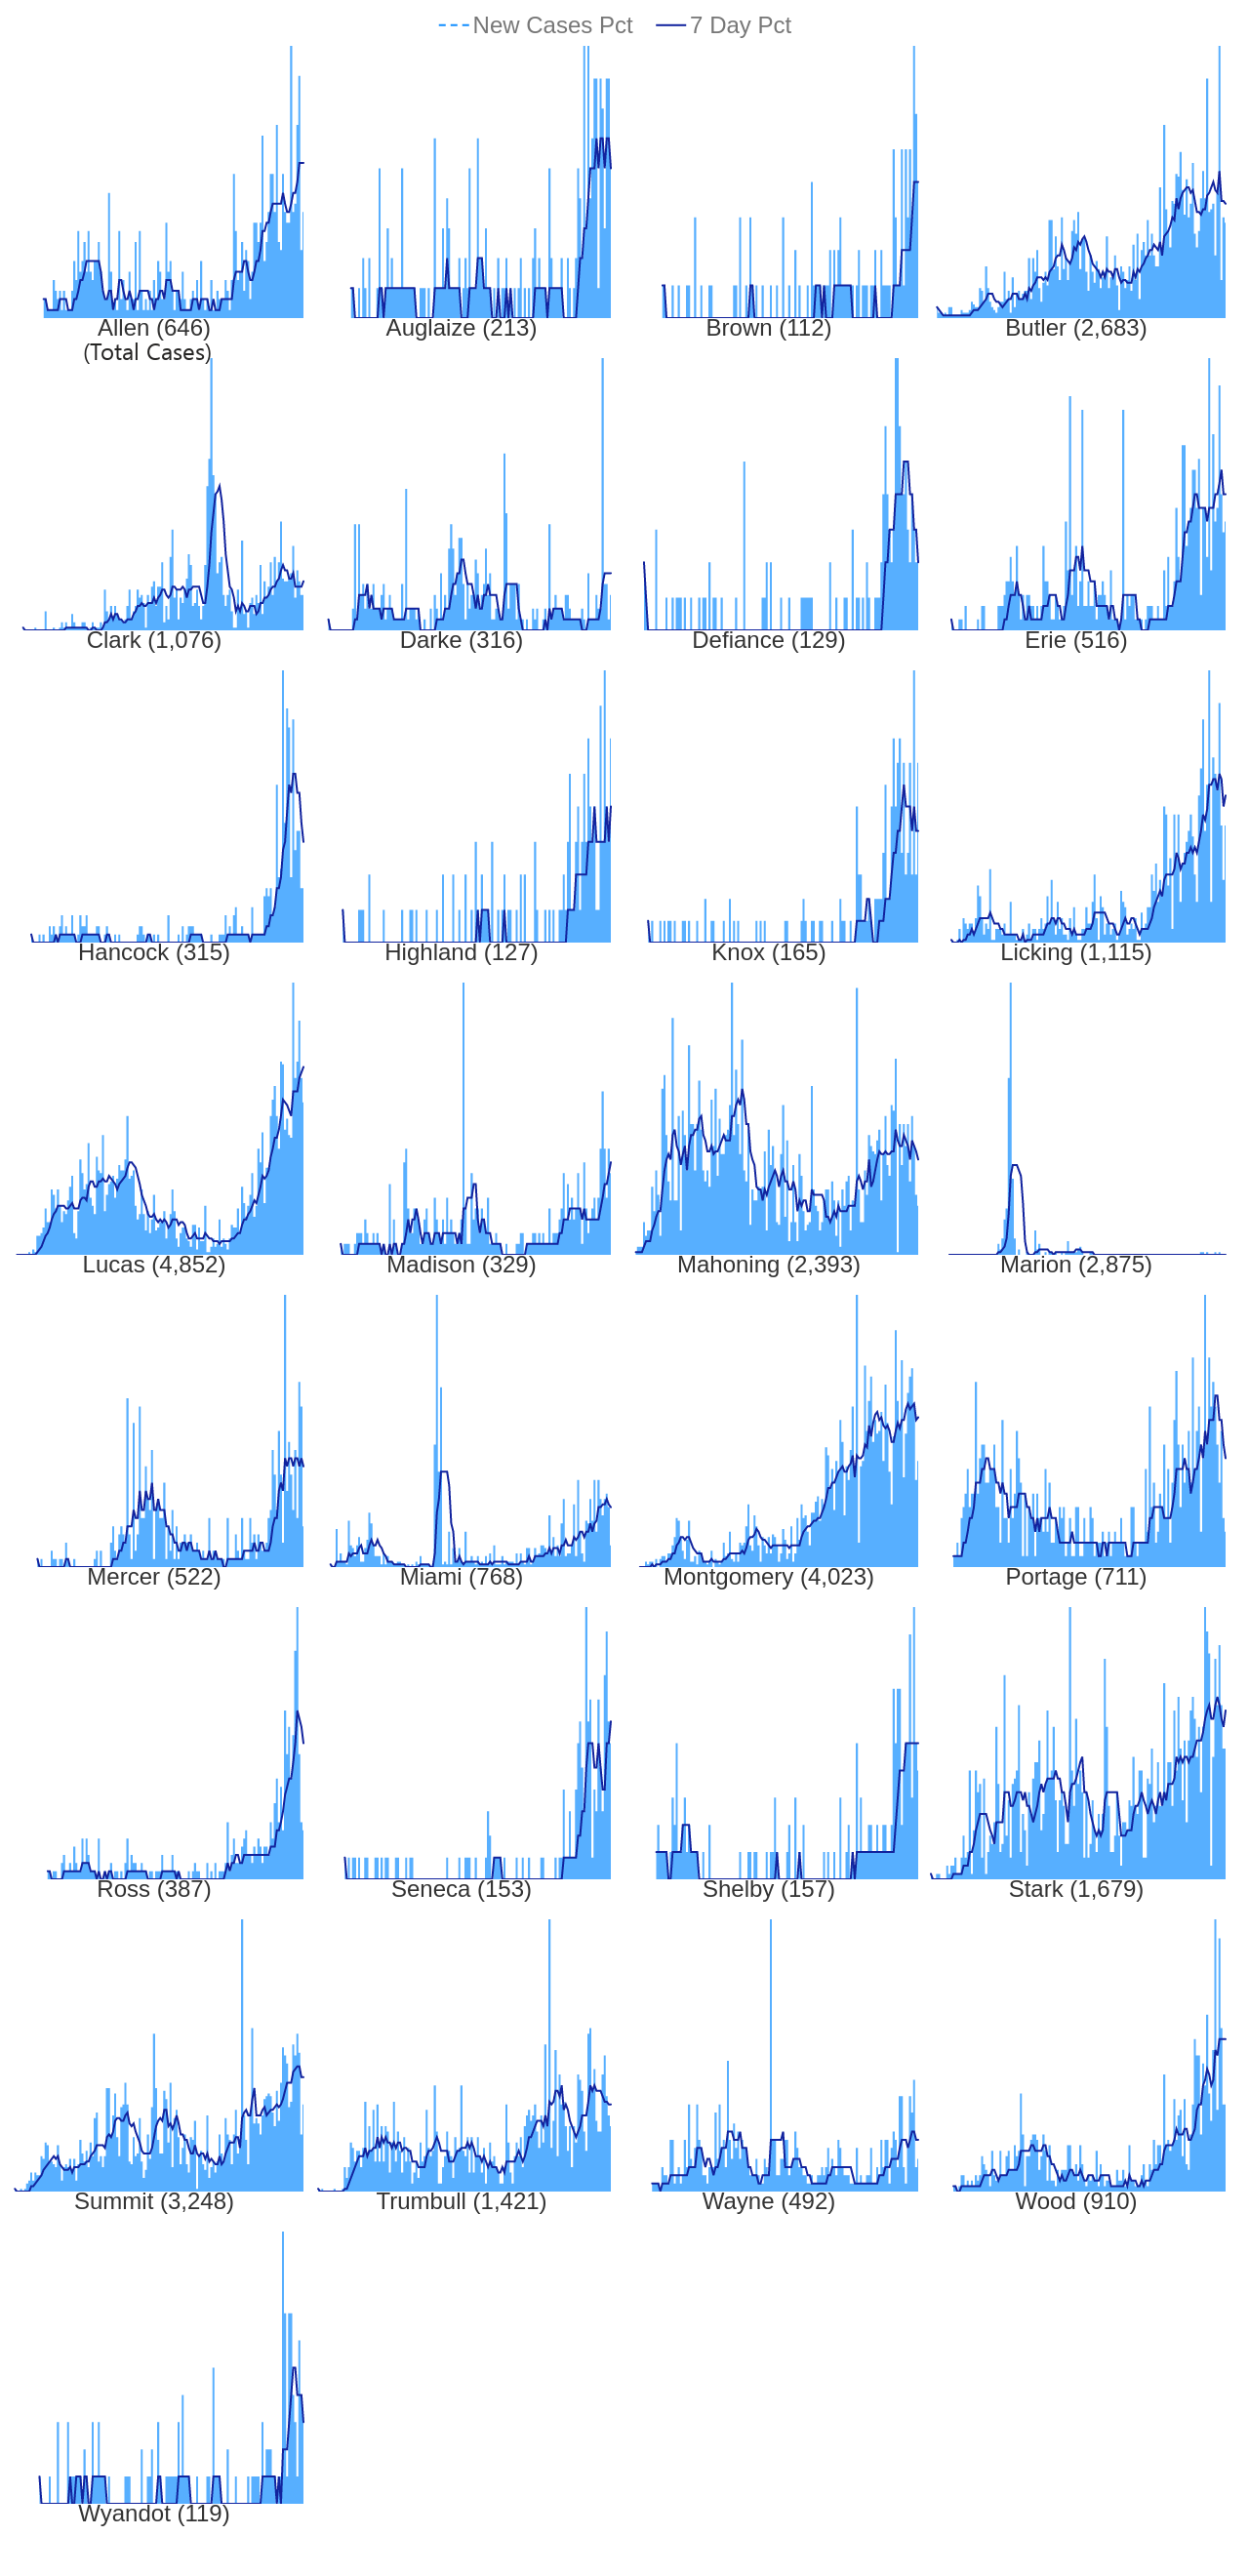 New Cases Pct 7 Day Pct
Allen (646) Auglaize (213) Brown (112) Butler (2,683)
(Total Cases)
Clark (1,076) Darke (316) Defiance (129) Erie (516)
Hancock (315) Highland (127) Knox (165) Licking (1,115)
Lucas (4,852) Madison (329) Mahoning (2,393) Marion (2,875)
Mercer (522) Miami (768) Montgomery (4,023) Portage (711)
Ross (387) Seneca (153) Shelby (157) Stark (1,679)
Summit (3,248) Trumbull (1,421) Wayne (492) Wood (910)
Wyandot (119)